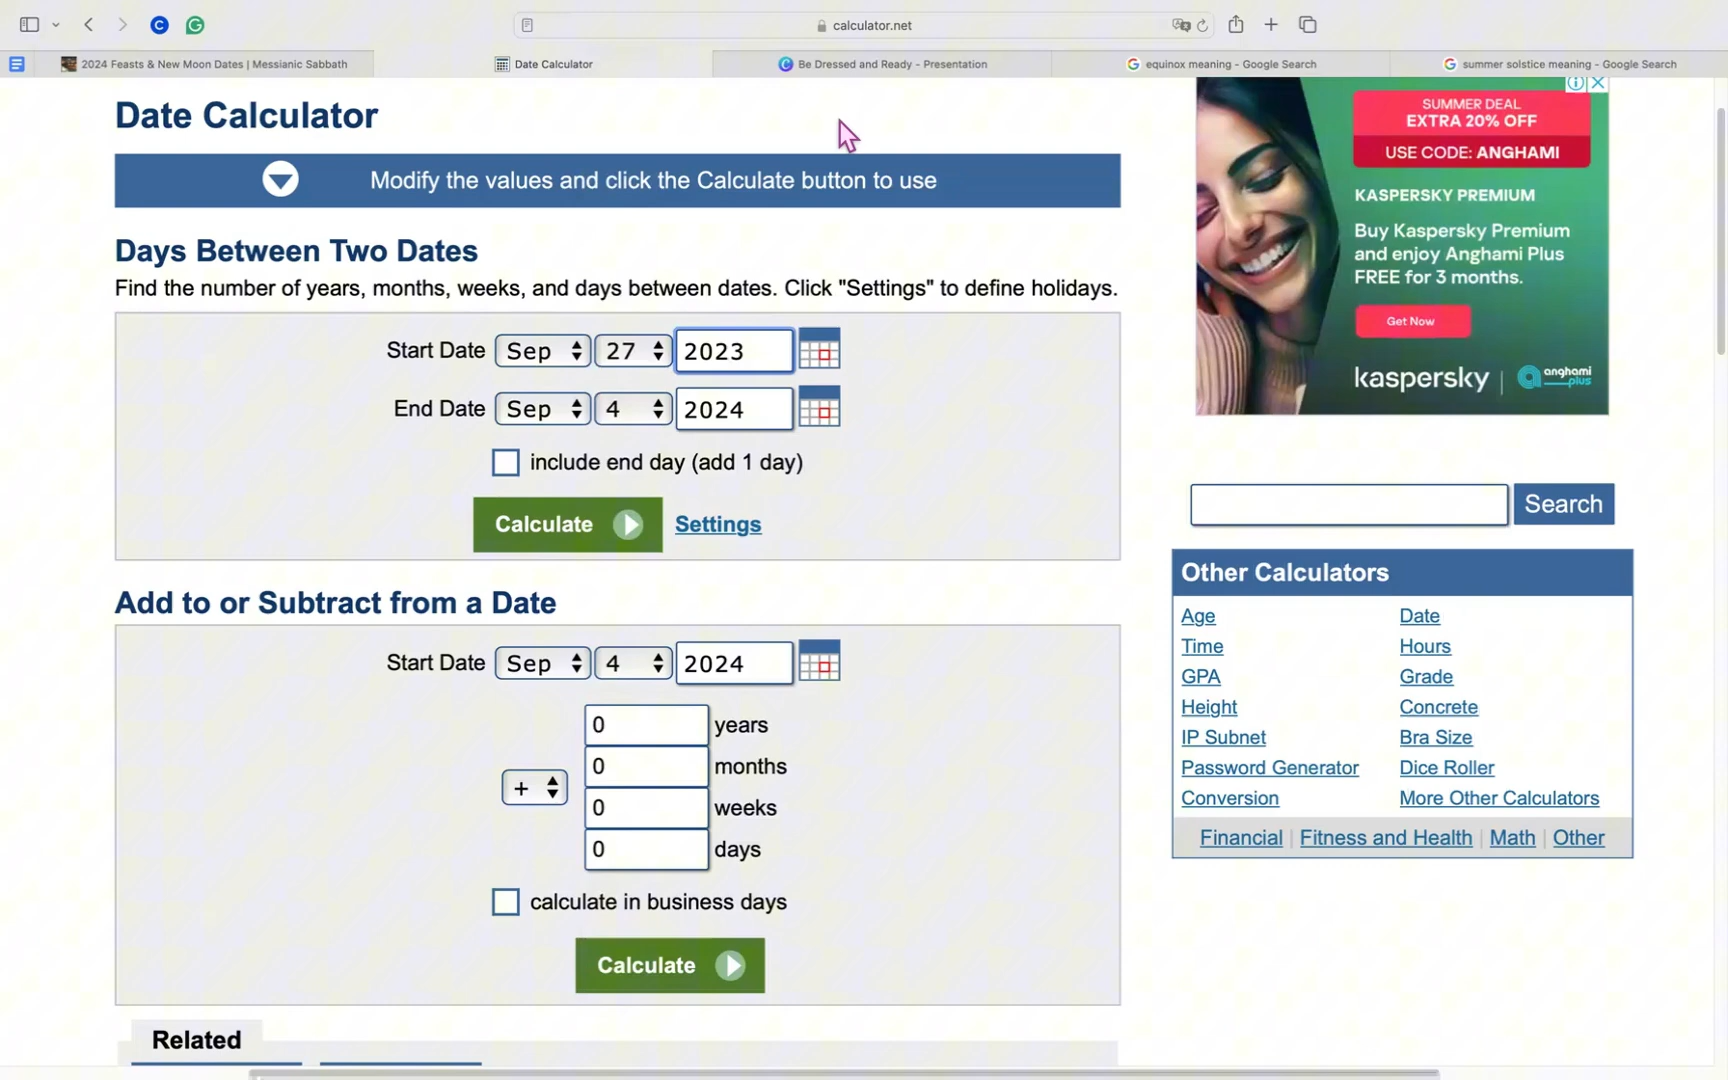 calculator.net
2024 Feasts & New Moon Dates | Messianic Sabbath
Date Calculator
Be Dressed and Ready - Presentation
equinox meaning - Google Search
summer solstice meaning - Google Search
Date Calculator
Modify the values and click the Calculate button to use
Days Between Two Dates
Find the number of years, months, weeks, and days between dates. Click "Settings" to define holidays.
Start Date Sep 27 2023
End Date Sep 4 2024
include end day (add 1 day)
Calculate Settings
Add to or Subtract from a Date
Start Date Sep 4 2024
0 years
0 months
+
0 weeks
0 days
calculate in business days
Calculate
Related
SUMMER DEAL
EXTRA 20% OFF
USE CODE: ANGHAMI
KASPERSKY PREMIUM
Buy Kaspersky Premium
and enjoy Anghami Plus
FREE for 3 months.
Get Now
kaspersky | anghami
plus
Search
Other Calculators
Age Date
Time Hours
GPA Grade
Height Concrete
IP Subnet Bra Size
Password Generator Dice Roller
Conversion More Other Calculators
Financial | Fitness and Health | Math | Other